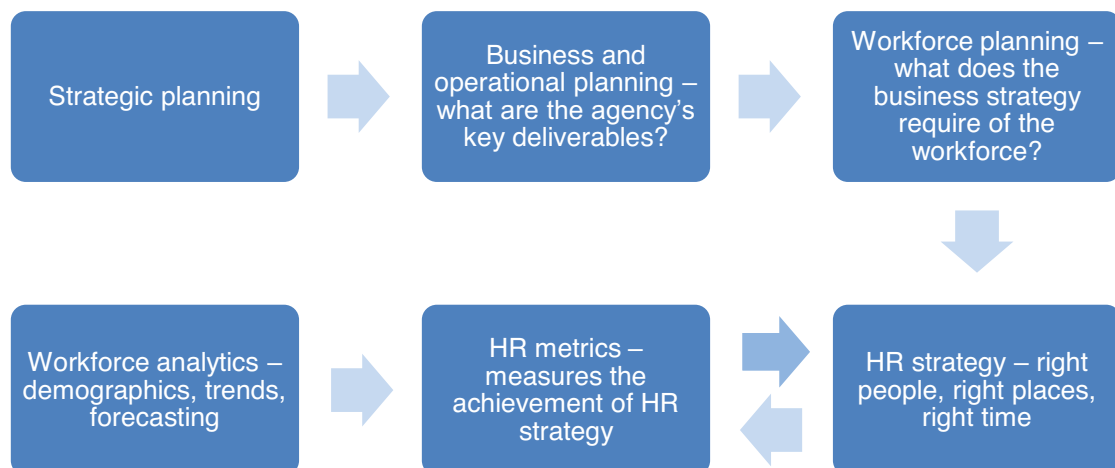 Strategic planning
Business and
operational planning –
what are the agency’s
key deliverables?
Workforce planning –
what does the
business strategy
require of the
workforce?
Workforce analytics –
demographics, trends,
forecasting
HR metrics –
measures the
achievement of HR
strategy
HR strategy – right
people, right places,
right time